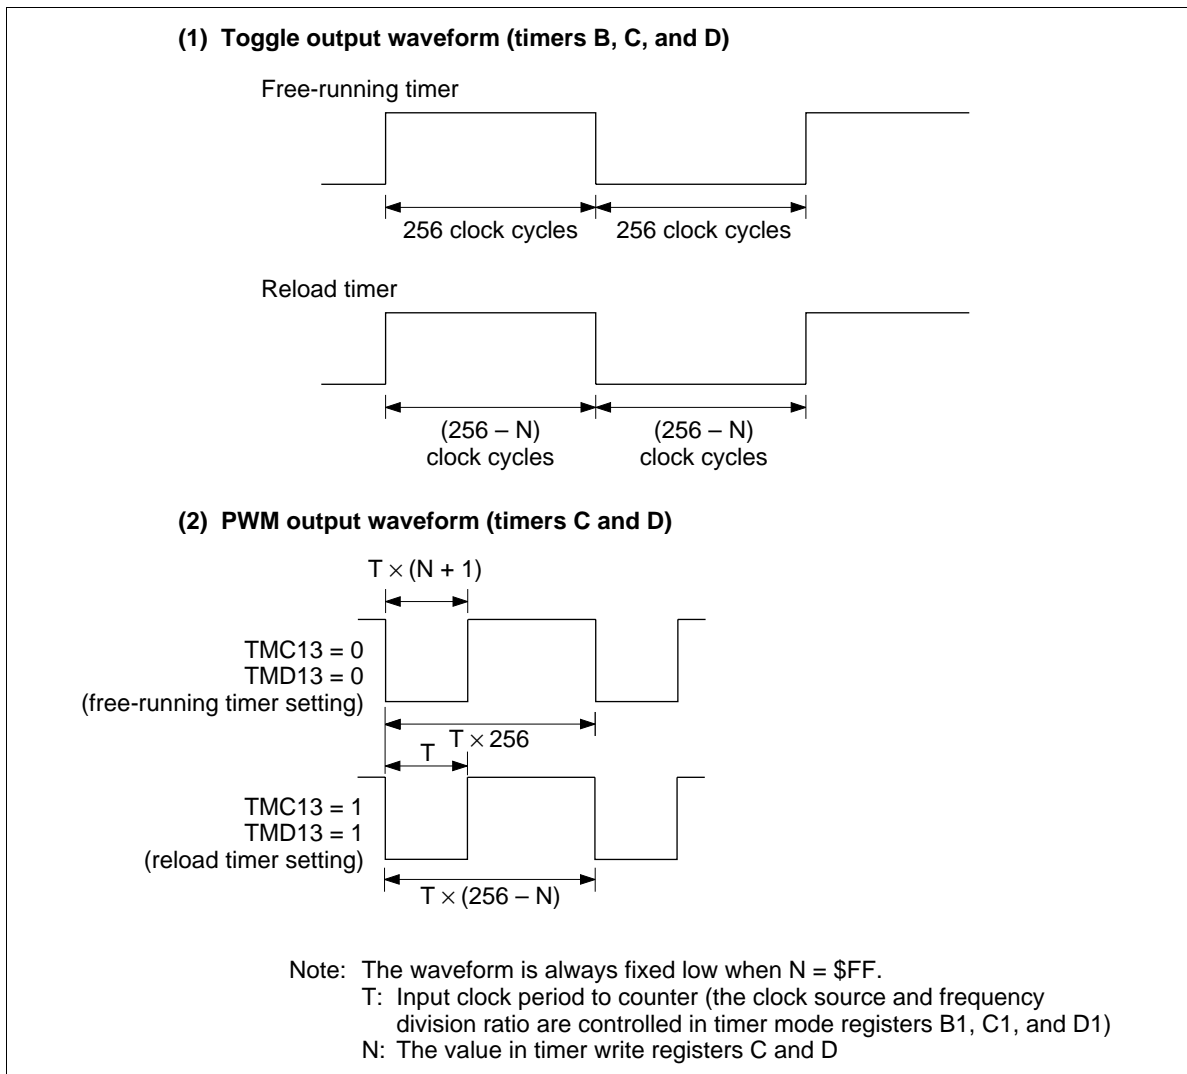 (1) Toggle output waveform (timers B, C, and D)
Free-running timer
256 clock cycles 256 clock cycles
Reload timer
(256 – N) (256 – N)
clock cycles clock cycles
(2) PWM output waveform (timers C and D)
T × (N + 1)
TMC13 = 0
TMD13 = 0
(free-running timer setting)
T × 256
T
TMC13 = 1
TMD13 = 1
(reload timer setting)
T × (256 – N)
Note: The waveform is always fixed low when N = $FF.
T: Input clock period to counter (the clock source and frequency
division ratio are controlled in timer mode registers B1, C1, and D1)
N: The value in timer write registers C and D